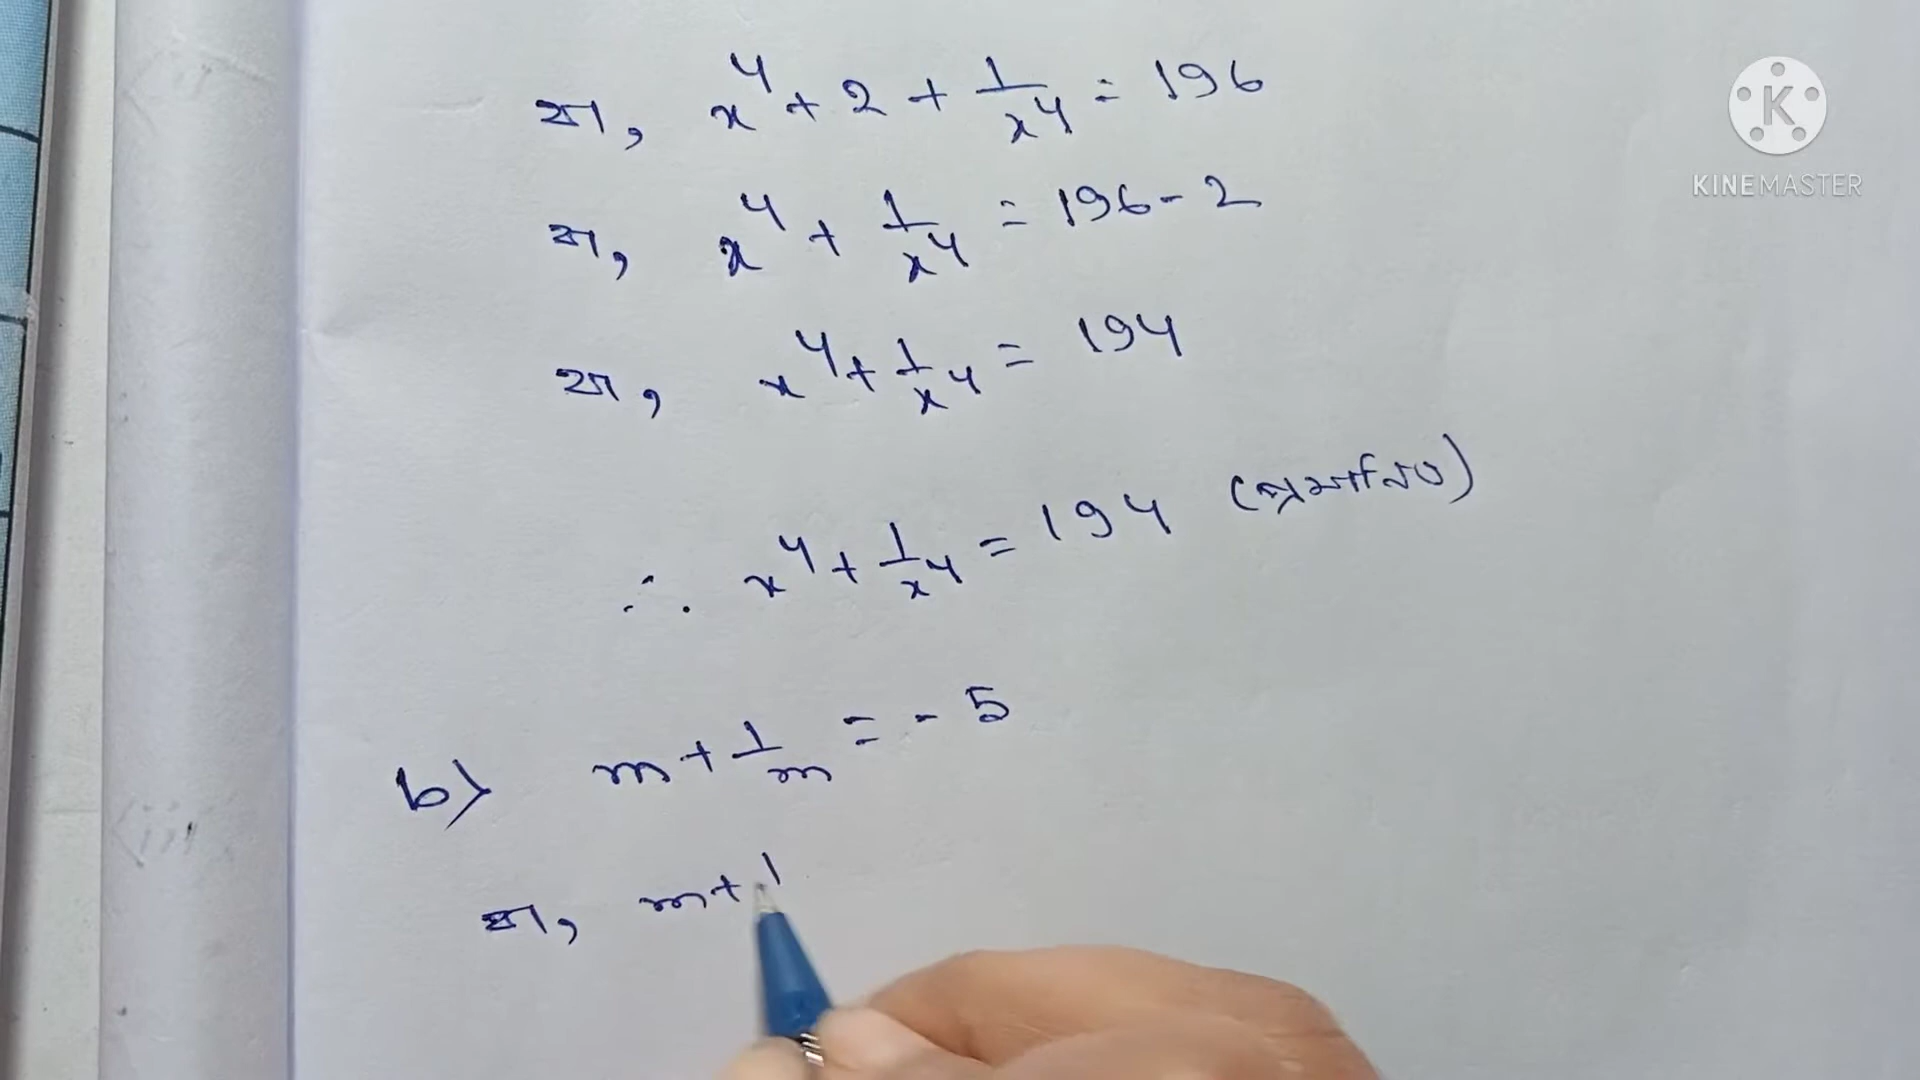 বা, x⁴ + 2 + 1/x⁴ = 196
বা, x⁴ + 1/x⁴ = 196 - 2
বা, x⁴ + 1/x⁴ = 194
∴ x⁴ + 1/x⁴ = 194 (প্রমাণিত)
b) m + 1/m = - 5
বা, m + 1
K
KINEMASTER